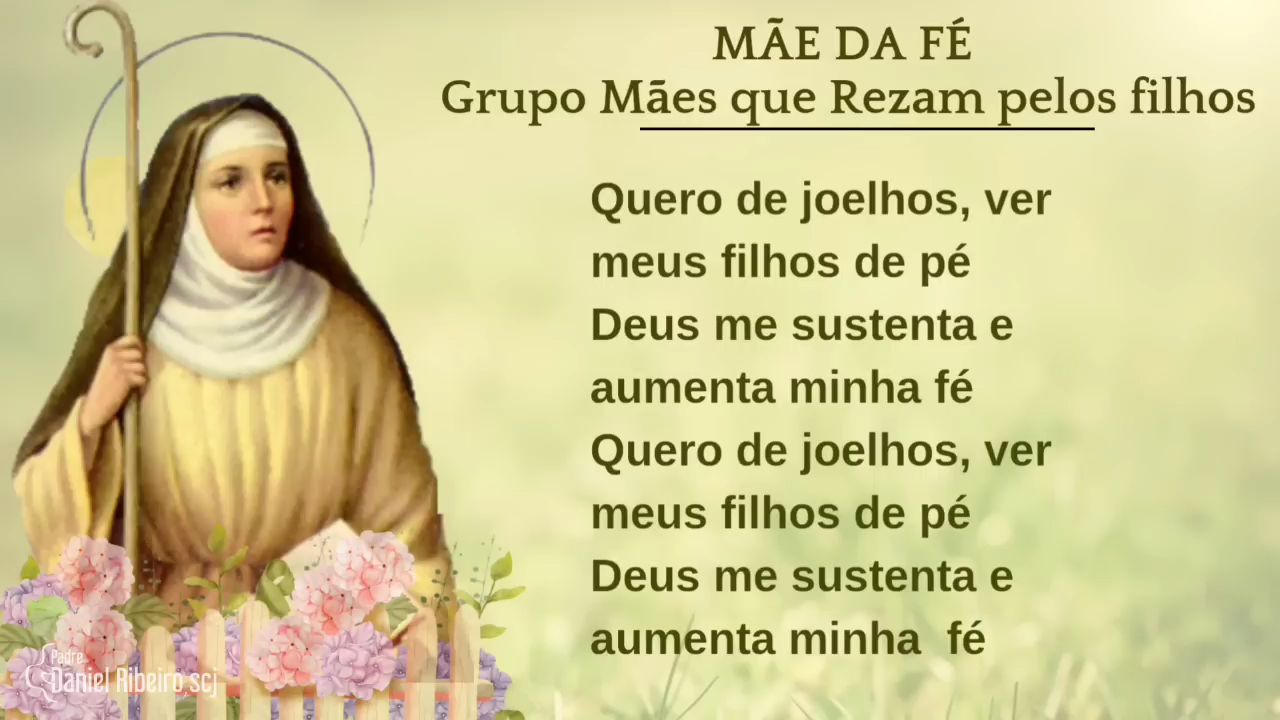 MÃE DA FÉ
Grupo Mães que Rezam pelos filhos
Quero de joelhos, ver
meus filhos de pé
Deus me sustenta e
aumenta minha fé
Quero de joelhos, ver
meus filhos de pé
Deus me sustenta e
aumenta minha  fé
Padre
Daniel Ribeiro,scj